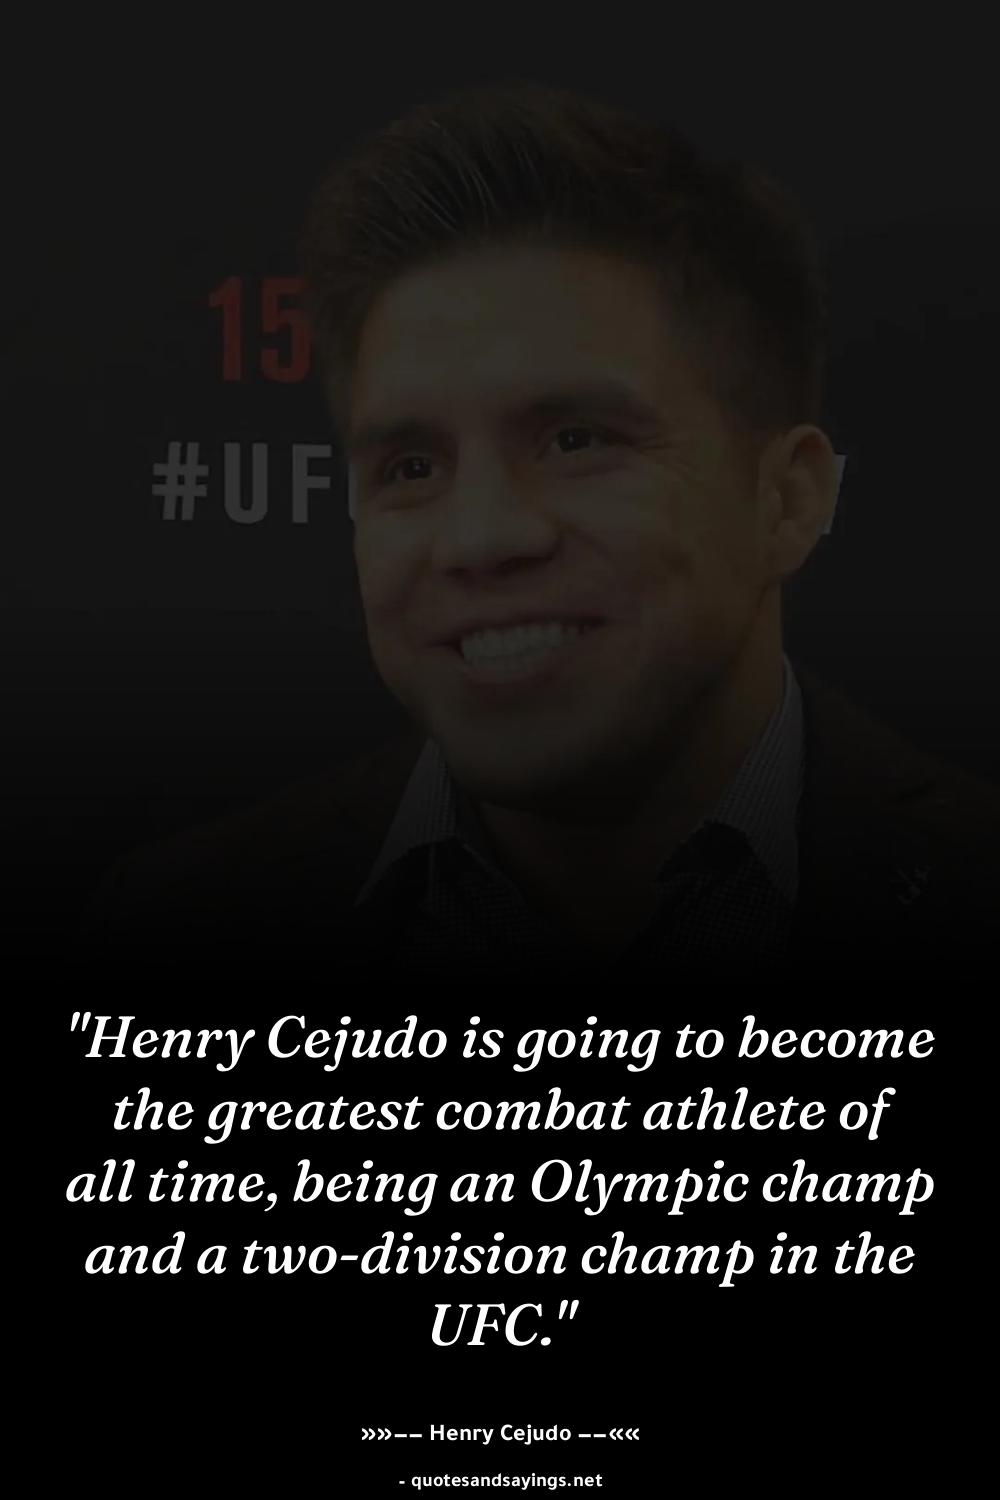 15
#UF
"Henry Cejudo is going to become
the greatest combat athlete of
all time, being an Olympic champ
and a two-division champ in the
UFC."
»»—— Henry Cejudo ——««
- quotesandsayings.net